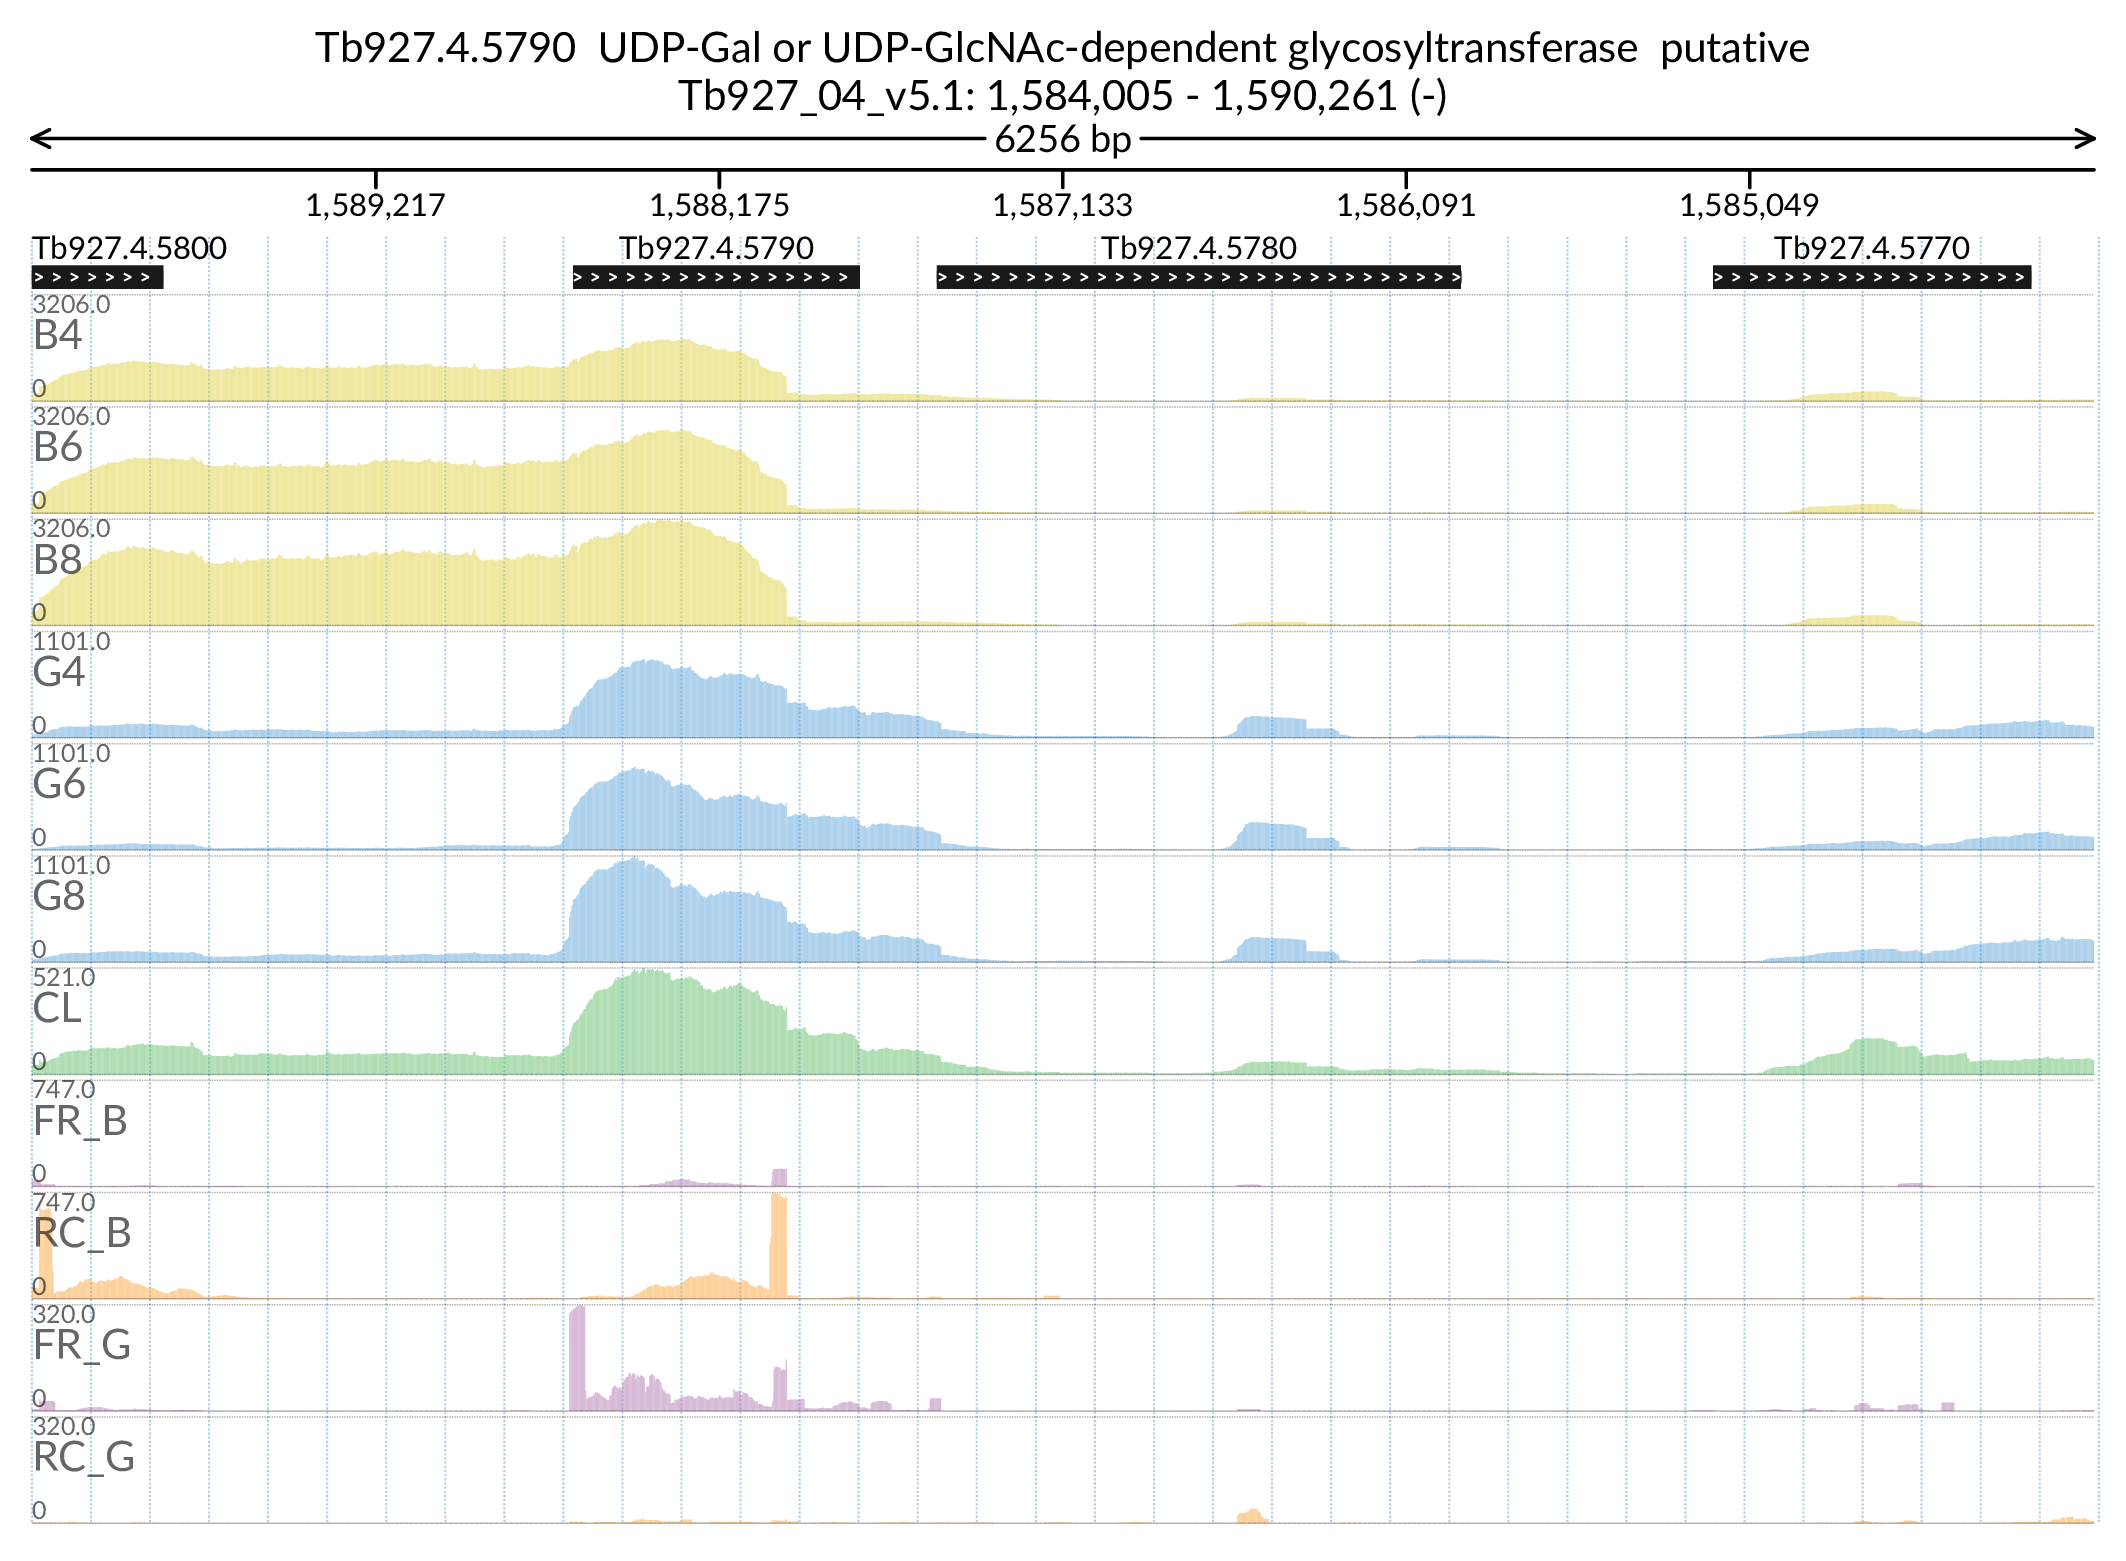 Tb927.4.5790  UDP-Gal or UDP-GlcNAc-dependent glycosyltransferase  putative
Tb927_04_v5.1: 1,584,005 - 1,590,261 (-)
6256 bp
1,589,217 1,588,175 1,587,133 1,586,091 1,585,049
Tb927.4.5800 Tb927.4.5790 Tb927.4.5780 Tb927.4.5770
3206.0
B4
0
3206.0
B6
0
3206.0
B8
0
1101.0
G4
0
1101.0
G6
0
1101.0
G8
0
521.0
CL
0
747.0
FR_B
0
747.0
RC_B
0
320.0
FR_G
0
320.0
RC_G
0